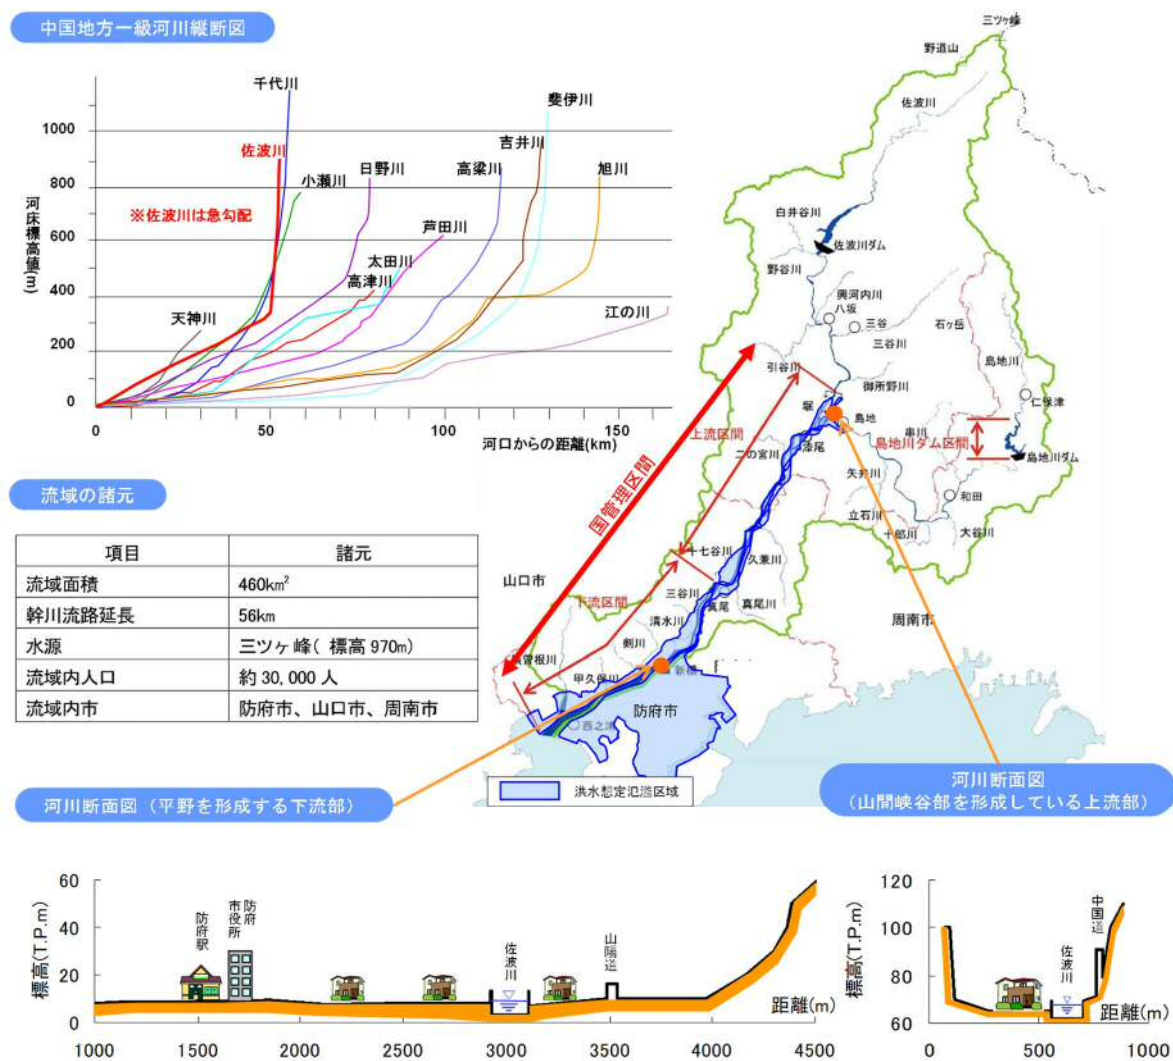 中国地方一級河川縦断図
河床標高値(m)
1000
800
600
400
200
0
0
50
100
150
河口からの距離(km)
千代川
佐波川
小瀬川
日野川
高梁川
吉井川
斐伊川
旭川
芦田川
太田川
高津川
天神川
江の川
※佐波川は急勾配
流域の諸元
項目 諸元
流域面積 460km²
幹川流路延長 56km
水源 三ツヶ峰( 標高 970m)
流域内人口 約 30,000 人
流域内市 防府市、山口市、周南市
三ツヶ峰
野道山
佐波川
白井谷川
佐波川ダム
野谷川
興河内川
八坂
三谷
三谷川
石ヶ岳
島地川
引谷川
御所野川
仁保津
堀
島地
串川
島地川ダム区間
島地川ダム
漆尾
二の宮川
矢井川
和田
立石川
十郎川
大谷川
上流区間
国管理区間
下流区間
十七谷川
久兼川
山口市
三谷川
真尾
真尾川
周南市
清水川
剣川
曽根川
甲久保川
新橋
防府市
西之浦
洪水想定氾濫区域
河川断面図（平野を形成する下流部）
標高(T.P.m)
60
40
20
0
防府駅
防府市役所
佐波川
山陽道
距離(m)
1000
1500
2000
2500
3000
3500
4000
4500
河川断面図
（山間峡谷部を形成している上流部）
標高(T.P.m)
120
100
80
60
中国道
佐波川
距離(m)
0
500
1000